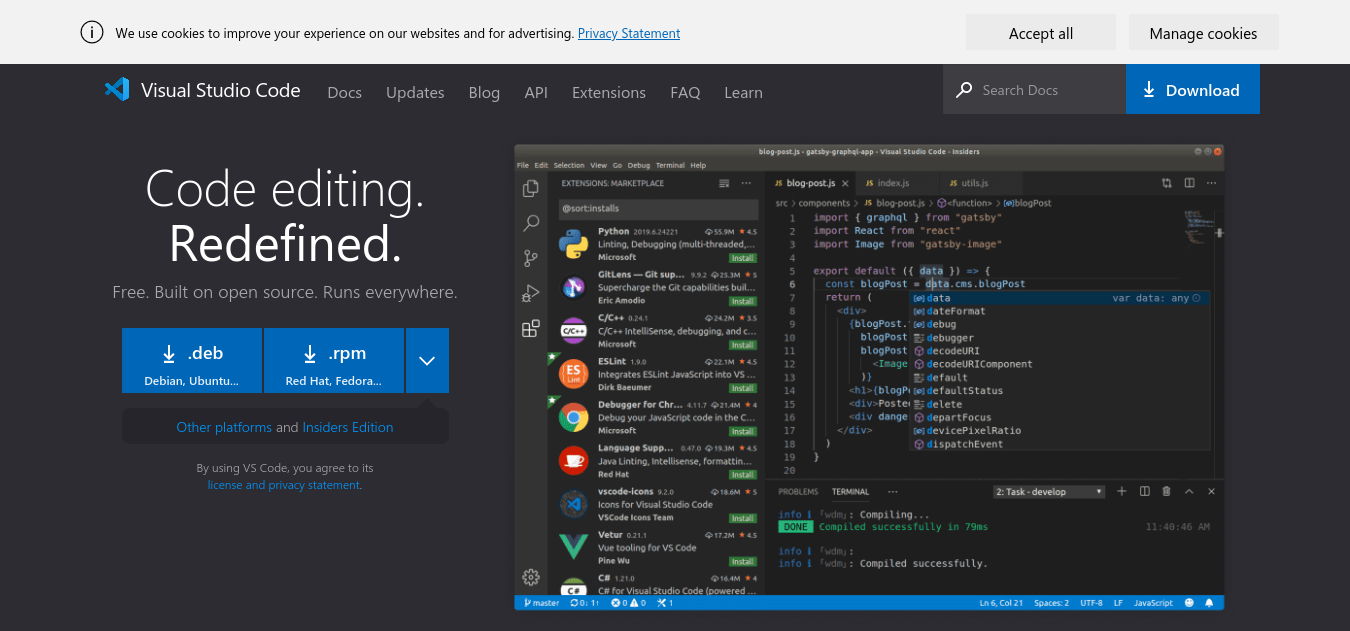 We use cookies to improve your experience on our websites and for advertising. Privacy Statement
Accept all
Manage cookies
Visual Studio Code
Docs
Updates
Blog
API
Extensions
FAQ
Learn
Search Docs
Download
Code editing.
Redefined.
Free. Built on open source. Runs everywhere.
.deb
Debian, Ubuntu...
.rpm
Red Hat, Fedora...
Other platforms and Insiders Edition
By using VS Code, you agree to its
license and privacy statement.
blog-post.js - gatsby-graphql-app - Visual Studio Code - Insiders
File Edit Selection View Go Debug Terminal Help
EXTENSIONS: MARKETPLACE
@sort:installs
Python 2019.6.24221 55.9M 4.5
Linting, Debugging (multi-threaded,...
Microsoft
Install
GitLens — Git sup... 9.9.2 25.3M 5
Supercharge the Git capabilities buil...
Eric Amodio
Install
C/C++
C/C++ 0.24.1 24.2M 3.5
C/C++ IntelliSense, debugging, and c...
Microsoft
Install
ES
Lint
ESLint 1.9.0 22.1M 4.5
Integrates ESLint JavaScript into VS ...
Dirk Baeumer
Install
Debugger for Chr... 4.11.7 21.4M 4
Debug your JavaScript code in the C...
Microsoft
Install
Language Supp... 0.47.0 19.3M 4.5
Java Linting, Intellisense, formattin...
Red Hat
Install
vscode-icons 9.2.0 18.6M 5
Icons for Visual Studio Code
VSCode Icons Team
Install
Vetur 0.21.1 17.2M 4.5
Vue tooling for VS Code
Pine Wu
Install
C#
C# 1.21.0 16.4M 4
C# for Visual Studio Code (powered ...
JS blog-post.js
JS index.js
JS utils.js
src > components > JS blog-post.js > <function> > blogPost
1 import { graphql } from "gatsby"
2 import React from "react"
3 import Image from "gatsby-image"
4
5 export default ({ data }) => {
6 const blogPost = data.cms.blogPost
7 return (
8 <div>
9 {blogPost.
10 blogPost
11 blogPost
12 <Image
13 )}
14 <h1>{blogP
15 <div>Poste
16 <div dange
17 </div>
18 )
19 }
20
data var data: any
dateFormat
debug
debugger
decodeURI
decodeURIComponent
default
defaultStatus
delete
departFocus
devicePixelRatio
dispatchEvent
PROBLEMS
TERMINAL
...
2: Task - develop
info i ｢wdm｣: Compiling...
DONE Compiled successfully in 79ms 11:40:46 AM
info i ｢wdm｣:
info i ｢wdm｣: Compiled successfully.
master 0↓ 1↑ 0 0 1
Ln 6, Col 21 Spaces: 2 UTF-8 LF JavaScript